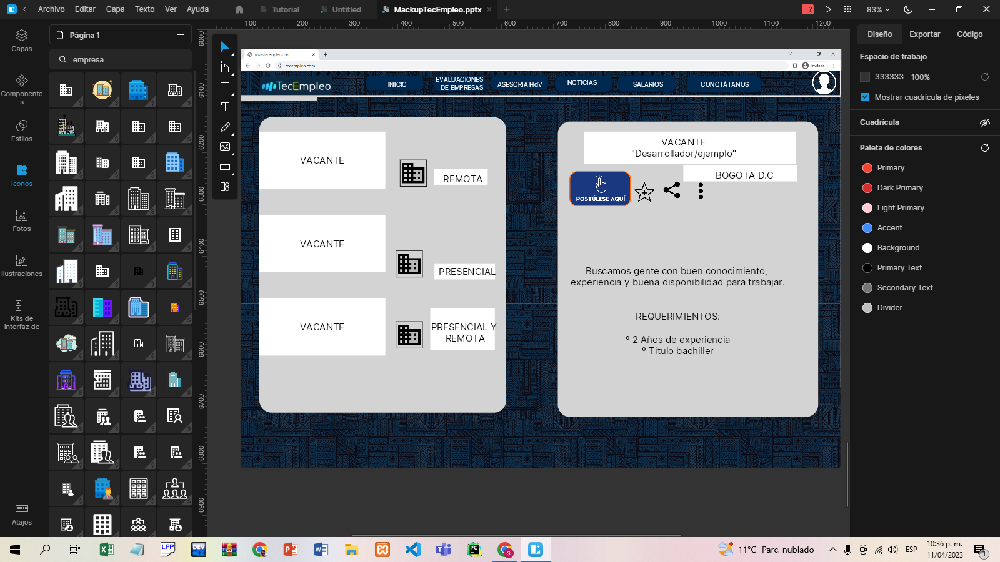 Archivo Editar Capa Texto Ver Ayuda
Tutorial
Untitled
MackupTecEmpleo.pptx
T?
83%
Capas
Componente
s
Estilos
Iconos
Fotos
Ilustraciones
Kits de
interfaz de
Atajos
Página 1
empresa
100 200 300 400 500 600 700 800 900 1000 1100 1200
6000
6100
6200
6300
6400
6500
6600
6700
6800
6900
www.tecempleo.com
tecempleo.com
Invitado
TecEmpleo
INICIO
EVALUACIONES
DE EMPRESAS
ASESORIA HdV
NOTICIAS
SALARIOS
CONCTÁTANOS
VACANTE
REMOTA
VACANTE
PRESENCIAL
VACANTE
PRESENCIAL Y
REMOTA
VACANTE
"Desarrollador/ejemplo"
BOGOTA D.C
POSTÚLESE AQUÍ
Buscamos gente con buen conocimiento,
experiencia y buena disponibilidad para trabajar.
REQUERIMIENTOS:
º 2 Años de experiencia
º Titulo bachiller
Diseño Exportar Código
Espacio de trabajo
333333 100%
Mostrar cuadrícula de píxeles
Cuadrícula
Paleta de colores
Primary
Dark Primary
Light Primary
Accent
Background
Primary Text
Secondary Text
Divider
LPP
DEV
PC
S
11°C Parc. nublado
ESP
10:36 p. m.
11/04/2023
1